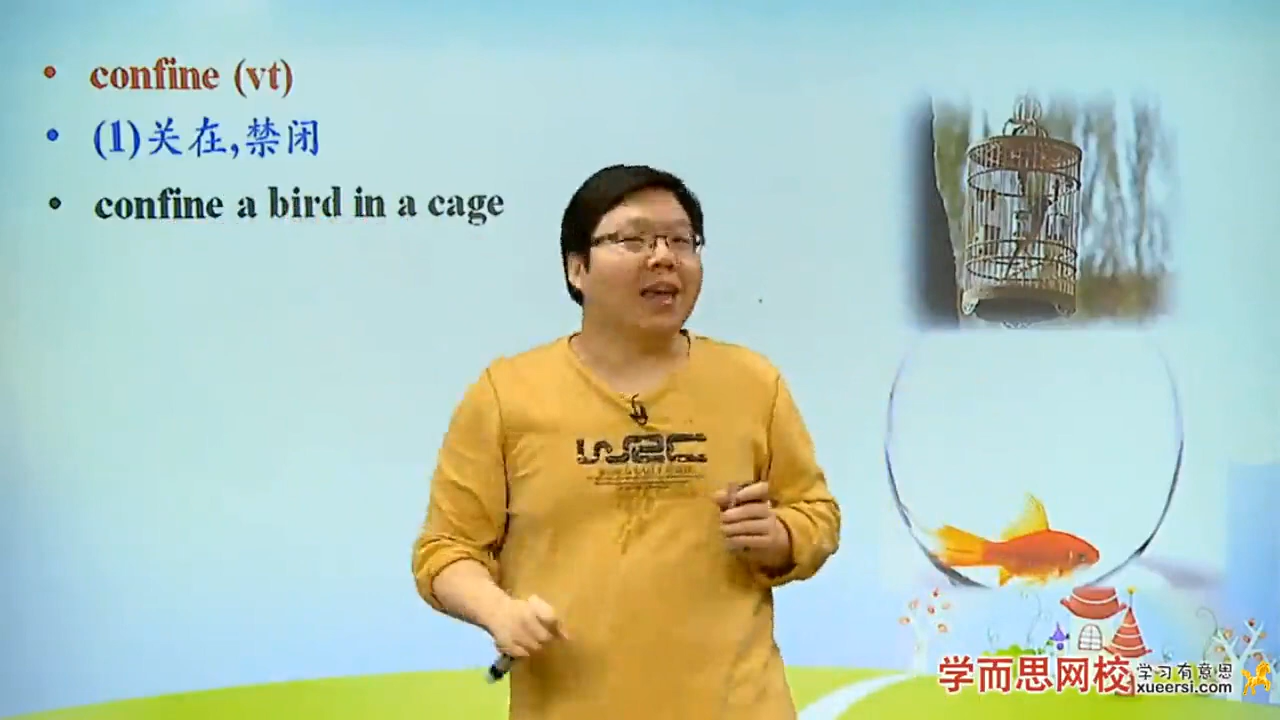 confine (vt)
(1)关在,禁闭
confine a bird in a cage
WRC
学而思网校
学习有意思
xueersi.com